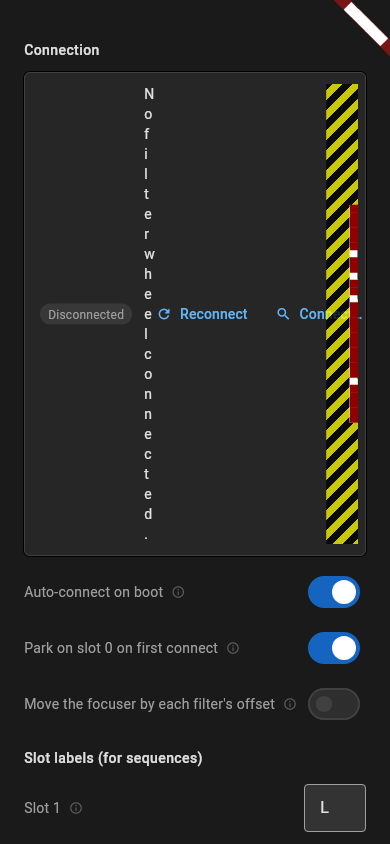 Connection
No filter wheel connected.
Disconnected
Reconnect
Auto-connect on boot
Park on slot 0 on first connect
Move the focuser by each filter's offset
Slot labels (for sequences)
Slot 1
L